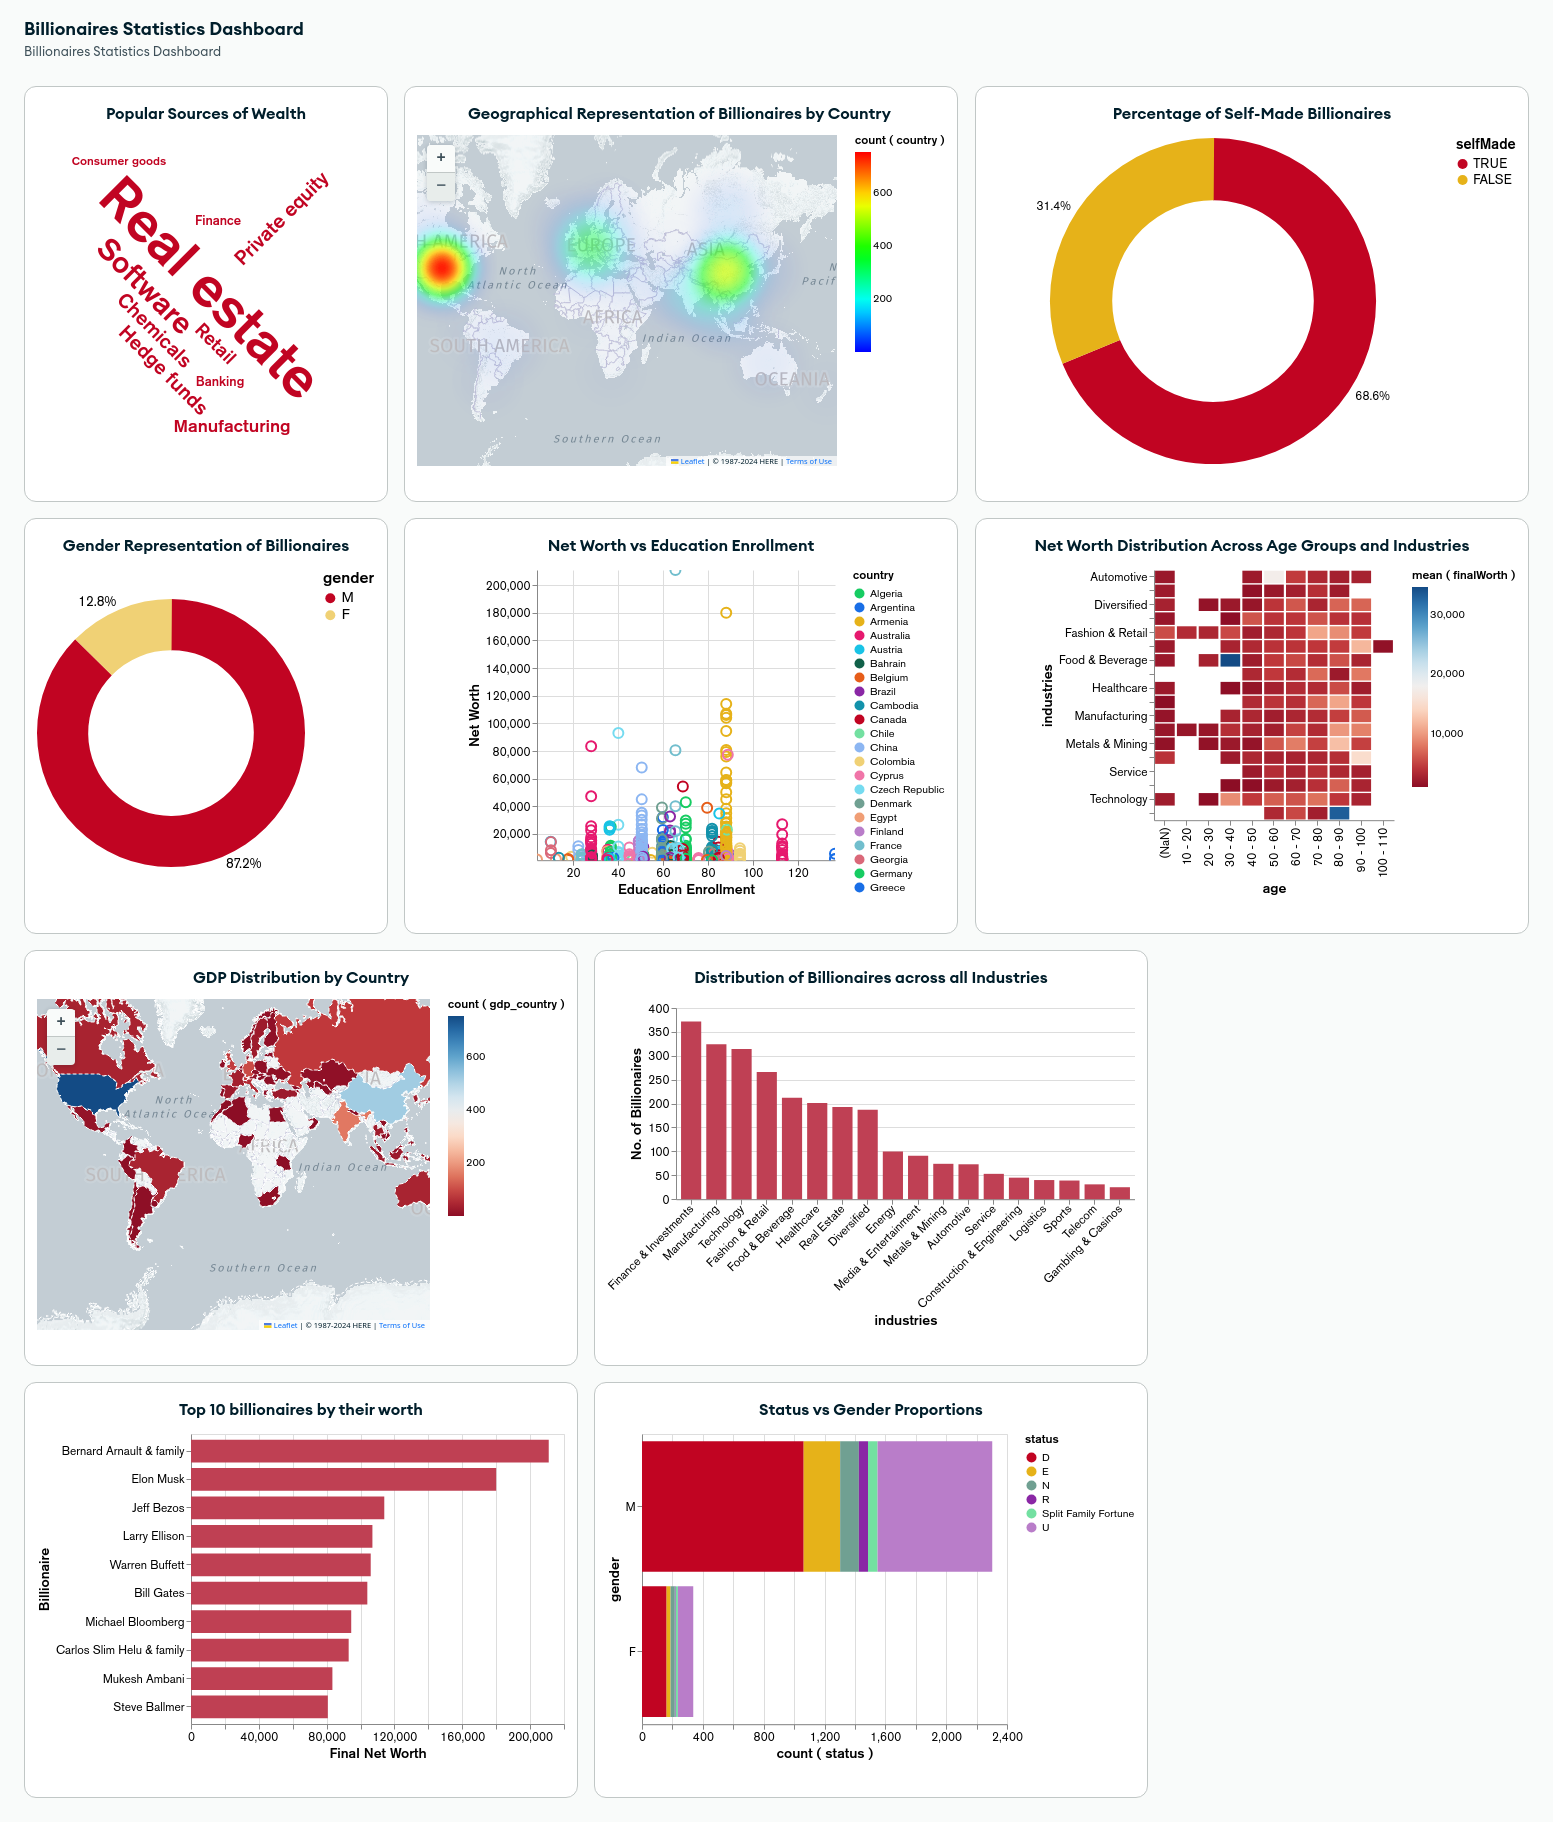 Billionaires Statistics Dashboard
Billionaires Statistics Dashboard
Popular Sources of Wealth
Consumer goods
Real estate
Private equity
Finance
Software
Chemicals
Retail
Hedge funds
Banking
Manufacturing
Geographical Representation of Billionaires by Country
+
−
H AMERICA
EUROPE
ASIA
North
Atlantic Ocean
N
Pacif
AFRICA
Indian Ocean
SOUTH AMERICA
OCEANIA
Southern Ocean
Leaflet | © 1987-2024 HERE | Terms of Use
count ( country )
600
400
200
Percentage of Self-Made Billionaires
selfMade
TRUE
FALSE
31.4%
68.6%
Gender Representation of Billionaires
gender
M
F
12.8%
87.2%
Net Worth vs Education Enrollment
Net Worth
200,000
180,000
160,000
140,000
120,000
100,000
80,000
60,000
40,000
20,000
20 40 60 80 100 120
Education Enrollment
country
Algeria
Argentina
Armenia
Australia
Austria
Bahrain
Belgium
Brazil
Cambodia
Canada
Chile
China
Colombia
Cyprus
Czech Republic
Denmark
Egypt
Finland
France
Georgia
Germany
Greece
Net Worth Distribution Across Age Groups and Industries
industries
Automotive
Diversified
Fashion & Retail
Food & Beverage
Healthcare
Manufacturing
Metals & Mining
Service
Technology
(NaN)
10 - 20
20 - 30
30 - 40
40 - 50
50 - 60
60 - 70
70 - 80
80 - 90
90 - 100
100 - 110
age
mean ( finalWorth )
30,000
20,000
10,000
GDP Distribution by Country
+
−
North
Atlantic Ocea
FRICA
Indian Ocean
SOU
ERICA
Southern Ocean
Leaflet | © 1987-2024 HERE | Terms of Use
count ( gdp_country )
600
400
200
Distribution of Billionaires across all Industries
No. of Billionaires
400
350
300
250
200
150
100
50
0
Finance & Investments
Manufacturing
Technology
Fashion & Retail
Food & Beverage
Healthcare
Real Estate
Diversified
Energy
Media & Entertainment
Metals & Mining
Automotive
Service
Construction & Engineering
Logistics
Sports
Telecom
Gambling & Casinos
industries
Top 10 billionaires by their worth
Billionaire
Bernard Arnault & family
Elon Musk
Jeff Bezos
Larry Ellison
Warren Buffett
Bill Gates
Michael Bloomberg
Carlos Slim Helu & family
Mukesh Ambani
Steve Ballmer
0 40,000 80,000 120,000 160,000 200,000
Final Net Worth
Status vs Gender Proportions
gender
M
F
0 400 800 1,200 1,600 2,000 2,400
count ( status )
status
D
E
N
R
Split Family Fortune
U